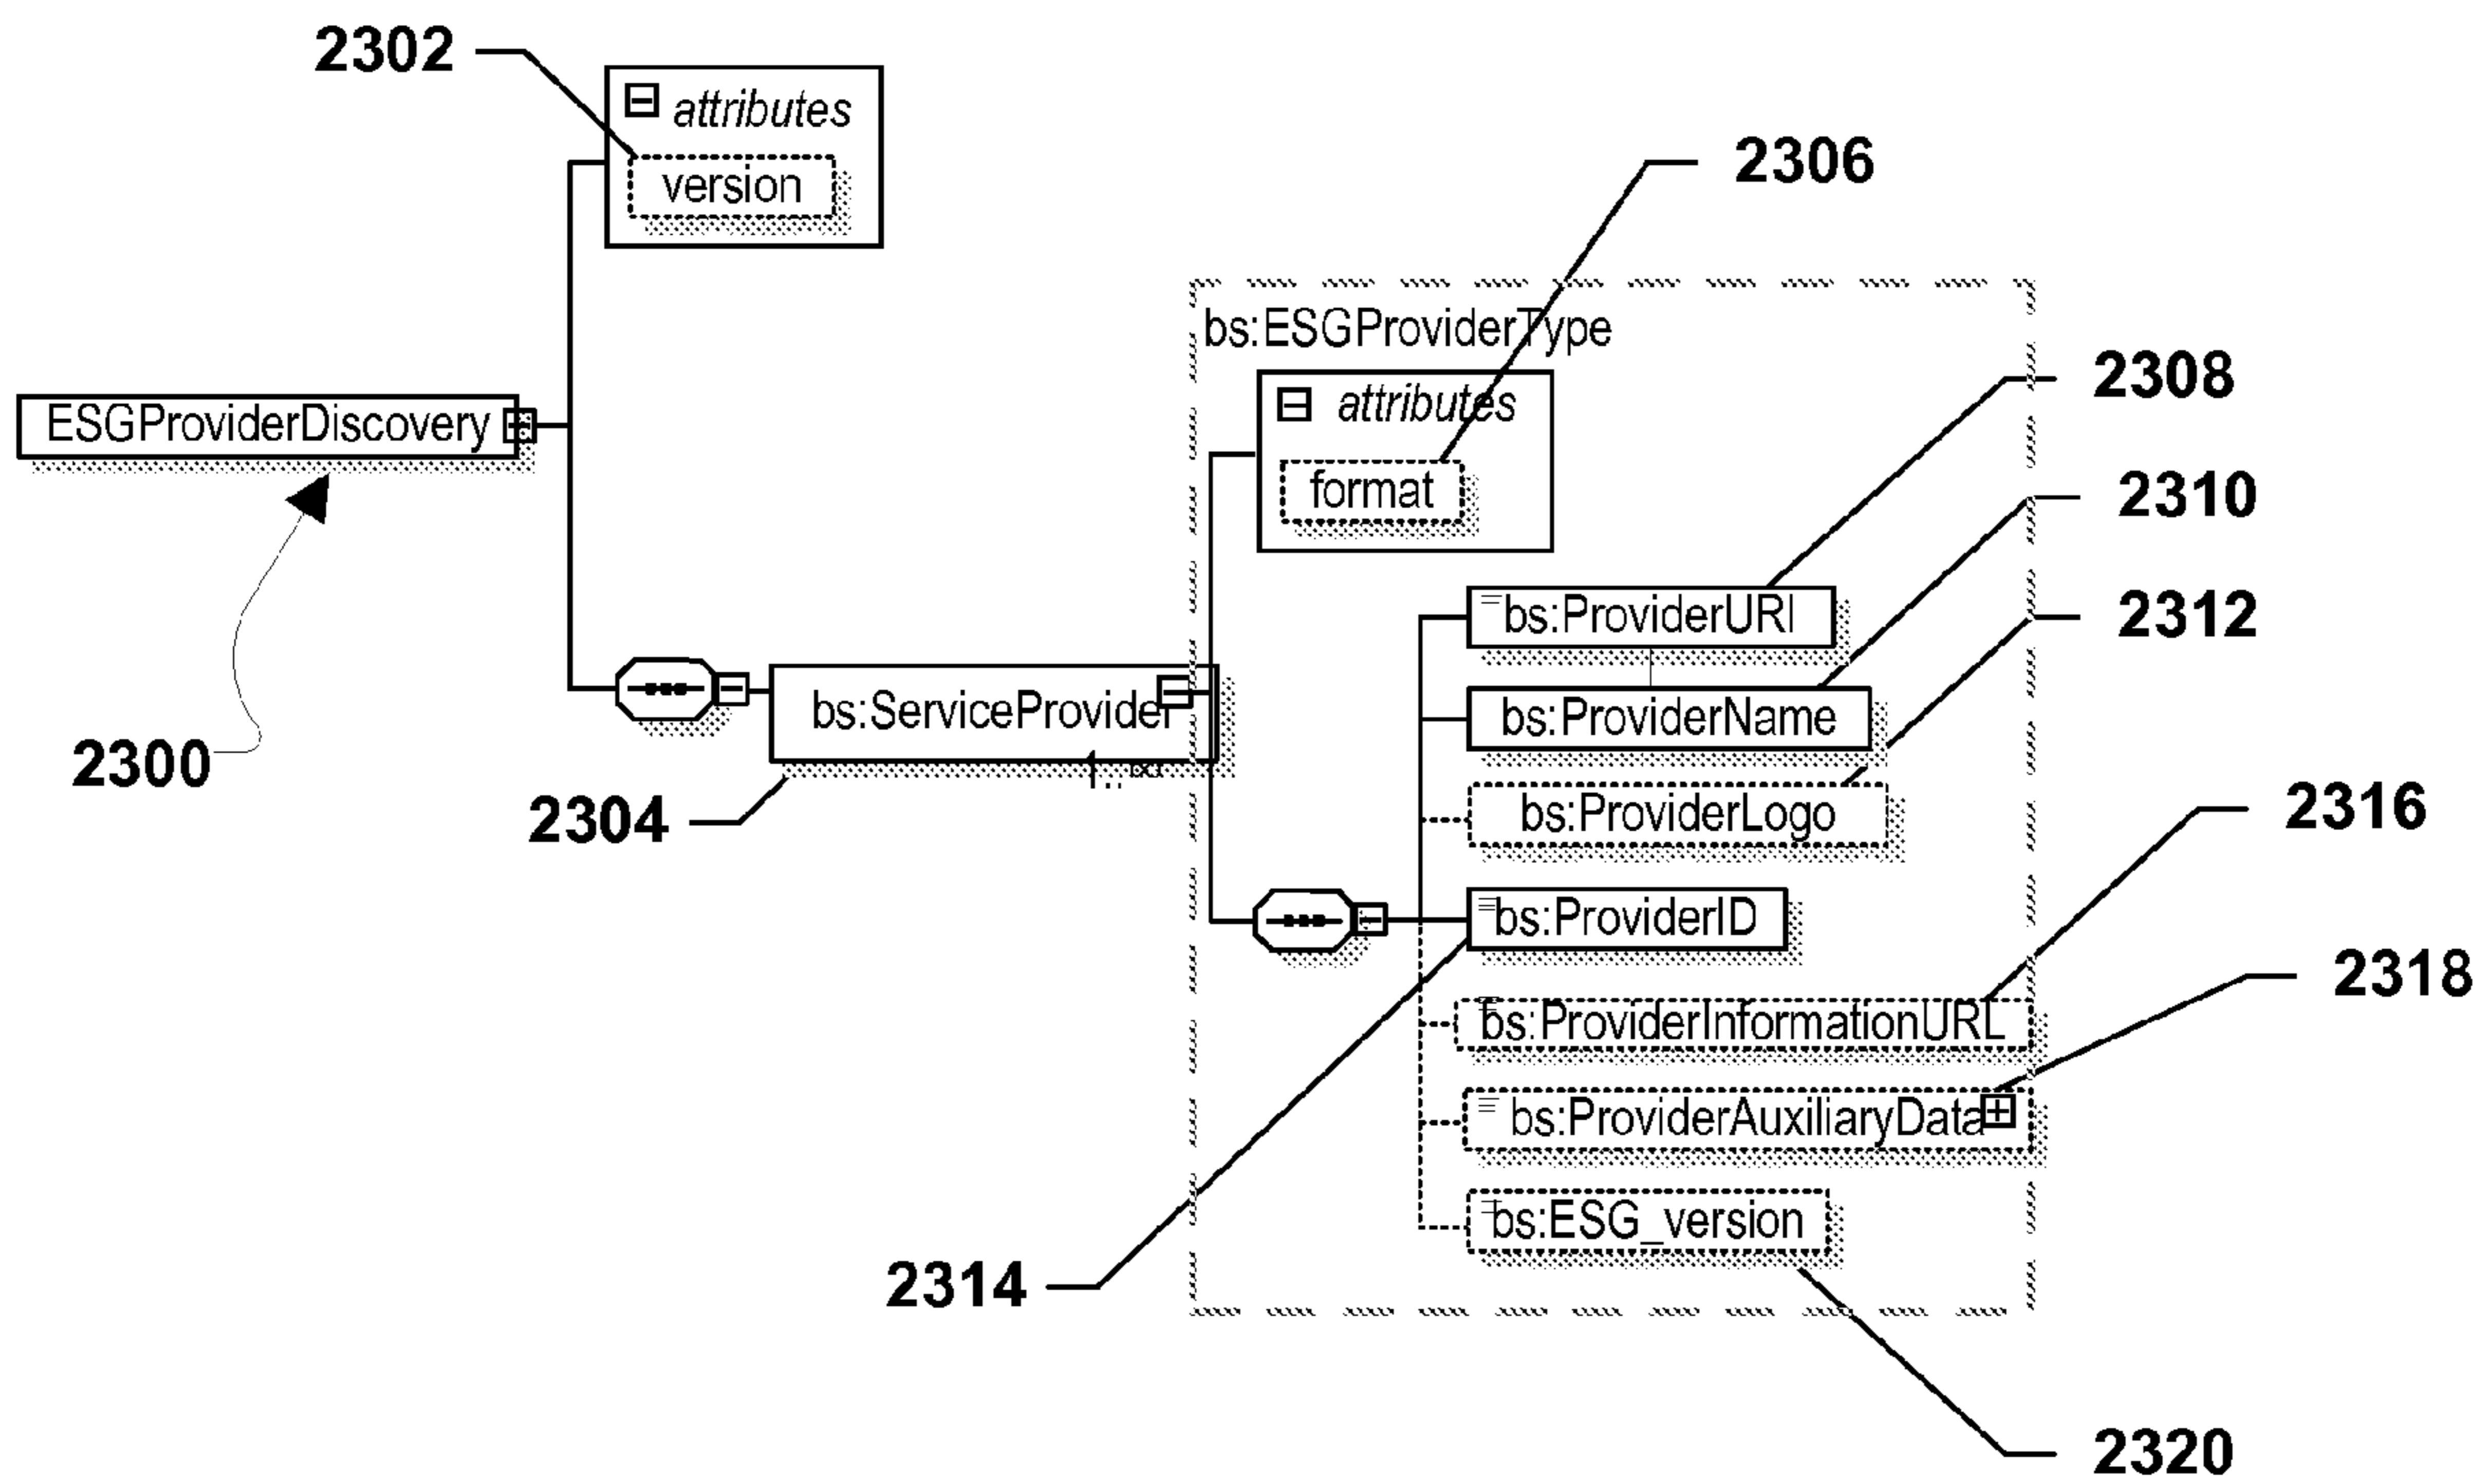 2302
attributes
version
2306
bs:ESGProviderType
2308
attributes
ESGProviderDiscovery
format
2310
bs:ProviderURI
2312
bs:ServiceProvider
bs:ProviderName
1..∞
2300
2304
bs:ProviderLogo
2316
bs:ProviderID
2318
bs:ProviderInformationURL
bs:ProviderAuxiliaryData
bs:ESG_version
2314
2320